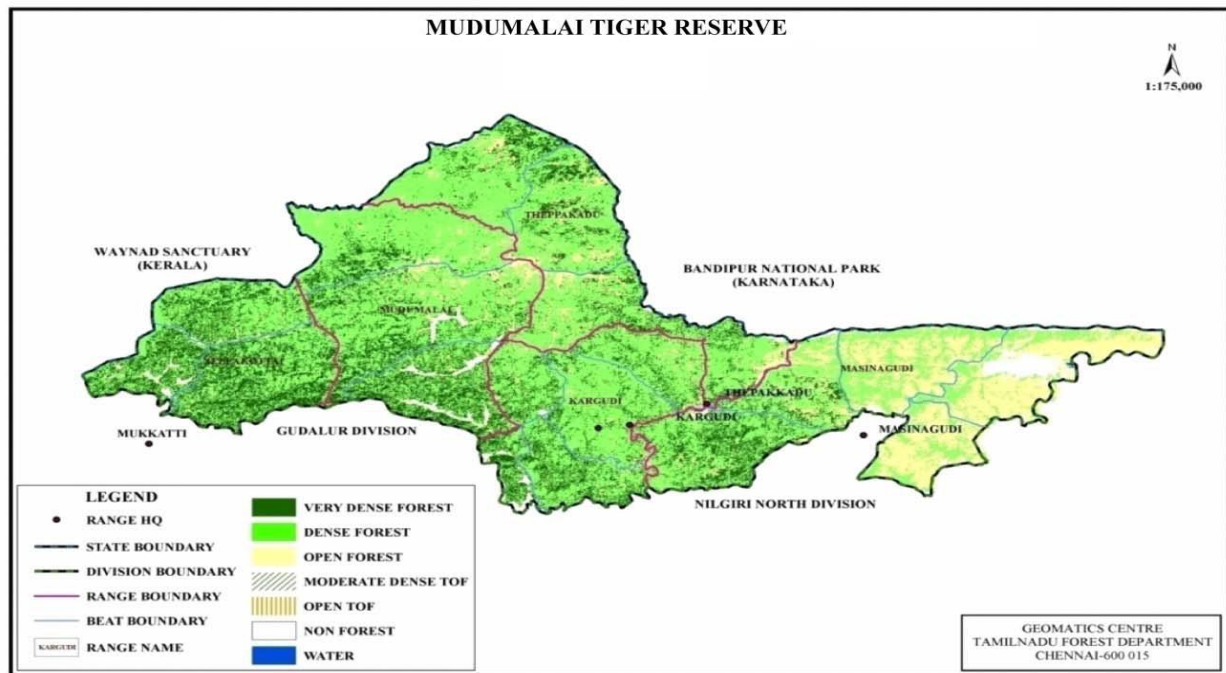 MUDUMALAI TIGER RESERVE
N
1:175,000
THEPPAKADU
WAYNAD SANCTUARY
(KERALA)
BANDIPUR NATIONAL PARK
(KARNATAKA)
MUDUMALAI
MASINAGUDI
THEPAKKADU
KARGUDI
KARGUDI
MUKKATTI
GUDALUR DIVISION
MASINAGUDI
NILGIRI NORTH DIVISION
LEGEND
RANGE HQ
STATE BOUNDARY
DIVISION BOUNDARY
RANGE BOUNDARY
BEAT BOUNDARY
KARGUDI RANGE NAME
VERY DENSE FOREST
DENSE FOREST
OPEN FOREST
MODERATE DENSE TOF
OPEN TOF
NON FOREST
WATER
GEOMATICS CENTRE
TAMILNADU FOREST DEPARTMENT
CHENNAI-600 015